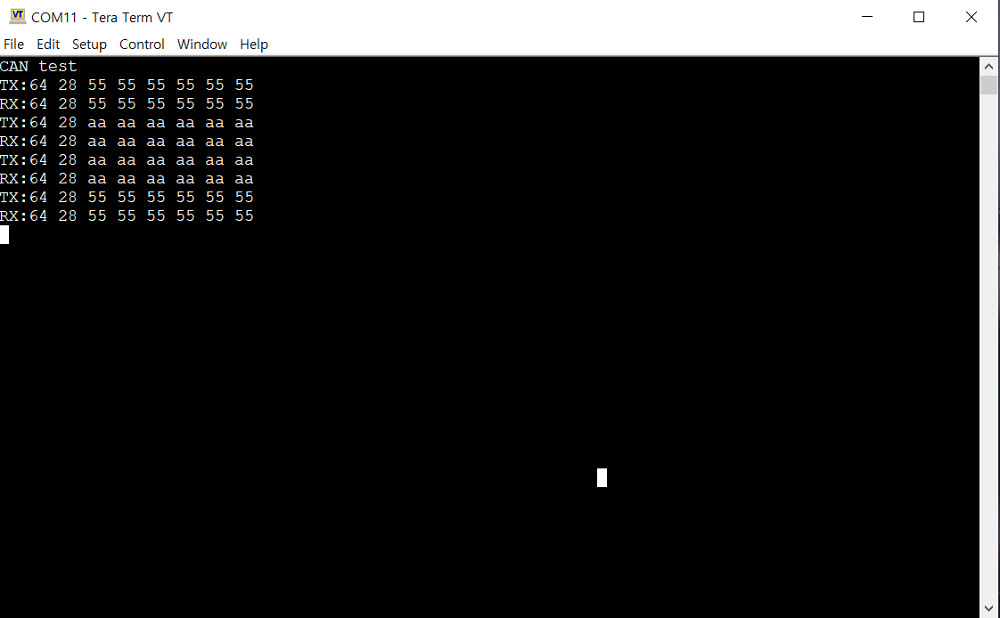 VT COM11 - Tera Term VT
File Edit Setup Control Window Help
CAN test
TX:64 28 55 55 55 55 55 55
RX:64 28 55 55 55 55 55 55
TX:64 28 aa aa aa aa aa aa
RX:64 28 aa aa aa aa aa aa
TX:64 28 aa aa aa aa aa aa
RX:64 28 aa aa aa aa aa aa
TX:64 28 55 55 55 55 55 55
RX:64 28 55 55 55 55 55 55